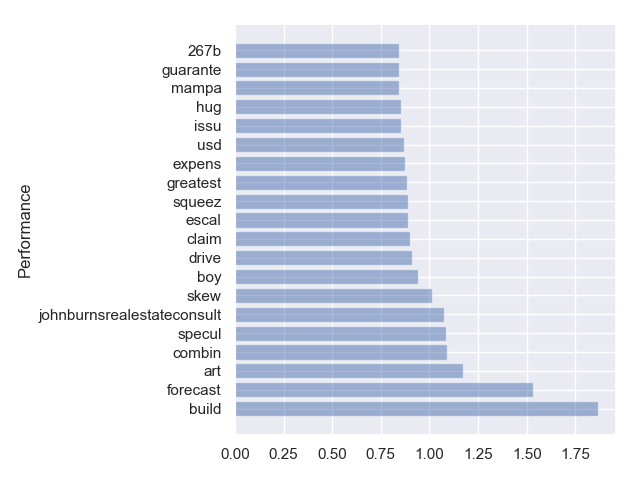 267b
guarante
mampa
hug
issu
usd
expens
greatest
squeez
escal
claim
drive
boy
skew
johnburnsrealestateconsult
specul
combin
art
forecast
build
Performance
0.00 0.25 0.50 0.75 1.00 1.25 1.50 1.75